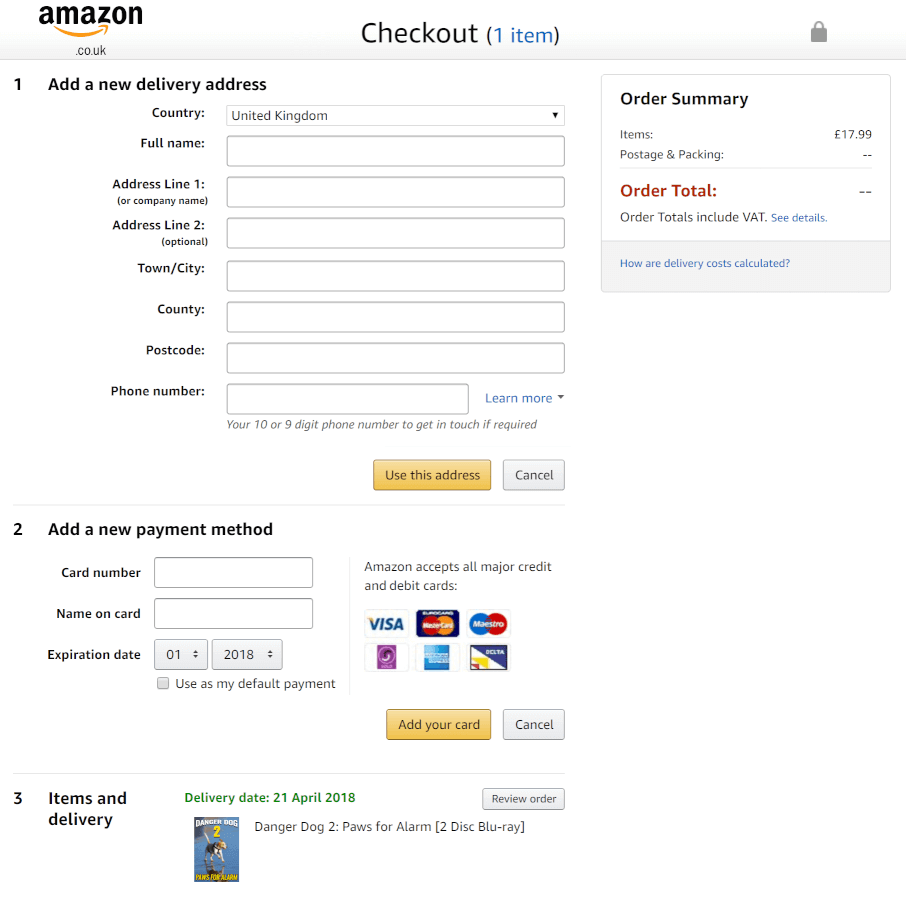 amazon
.co.uk
Checkout (1 item)
1 Add a new delivery address
Country: United Kingdom
Full name:
Address Line 1:
(or company name)
Address Line 2:
(optional)
Town/City:
County:
Postcode:
Phone number: Learn more
Your 10 or 9 digit phone number to get in touch if required
Use this address Cancel
Order Summary
Items: £17.99
Postage & Packing: --
Order Total: --
Order Totals include VAT. See details.
How are delivery costs calculated?
2 Add a new payment method
Card number
Name on card
Expiration date 01 2018
Use as my default payment
Amazon accepts all major credit
and debit cards:
VISA EUROCARD MasterCard Maestro
DELTA
Add your card Cancel
3 Items and
delivery
Delivery date: 21 April 2018
Review order
DANGER DOG
2
PAWS FOR ALARM
Danger Dog 2: Paws for Alarm [2 Disc Blu-ray]